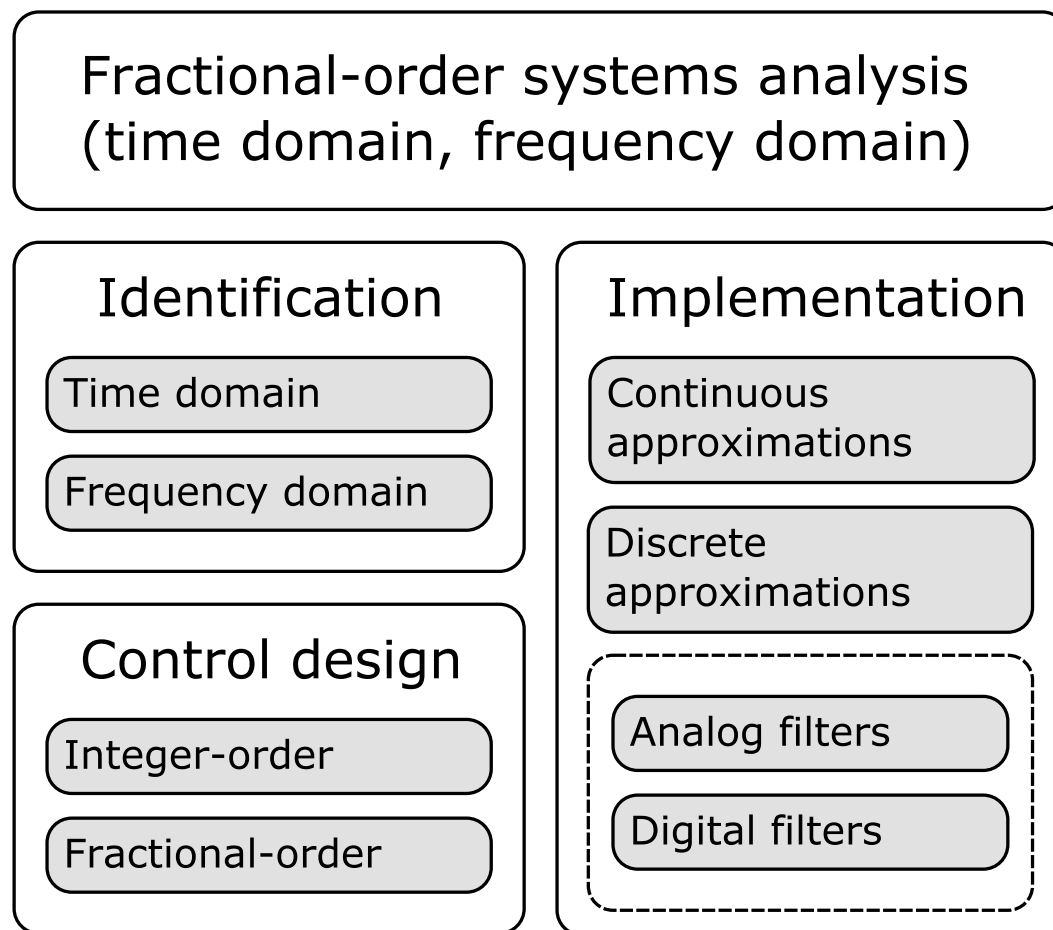 Fractional-order systems analysis
(time domain, frequency domain)
Identification
Time domain
Frequency domain
Control design
Integer-order
Fractional-order
Implementation
Continuous
approximations
Discrete
approximations
Analog filters
Digital filters